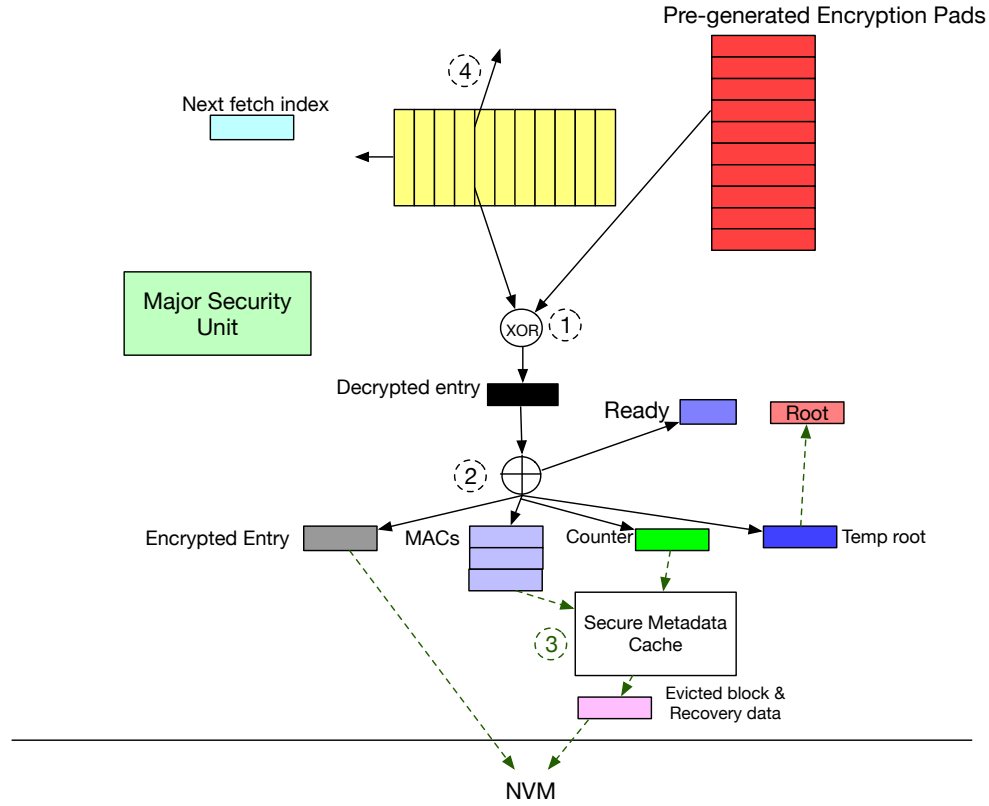 Pre-generated Encryption Pads
4
Next fetch index
Major Security
Unit
XOR
1
Decrypted entry
Ready
Root
2
Encrypted Entry
MACs
Counter
Temp root
Secure Metadata
Cache
3
Evicted block &
Recovery data
NVM